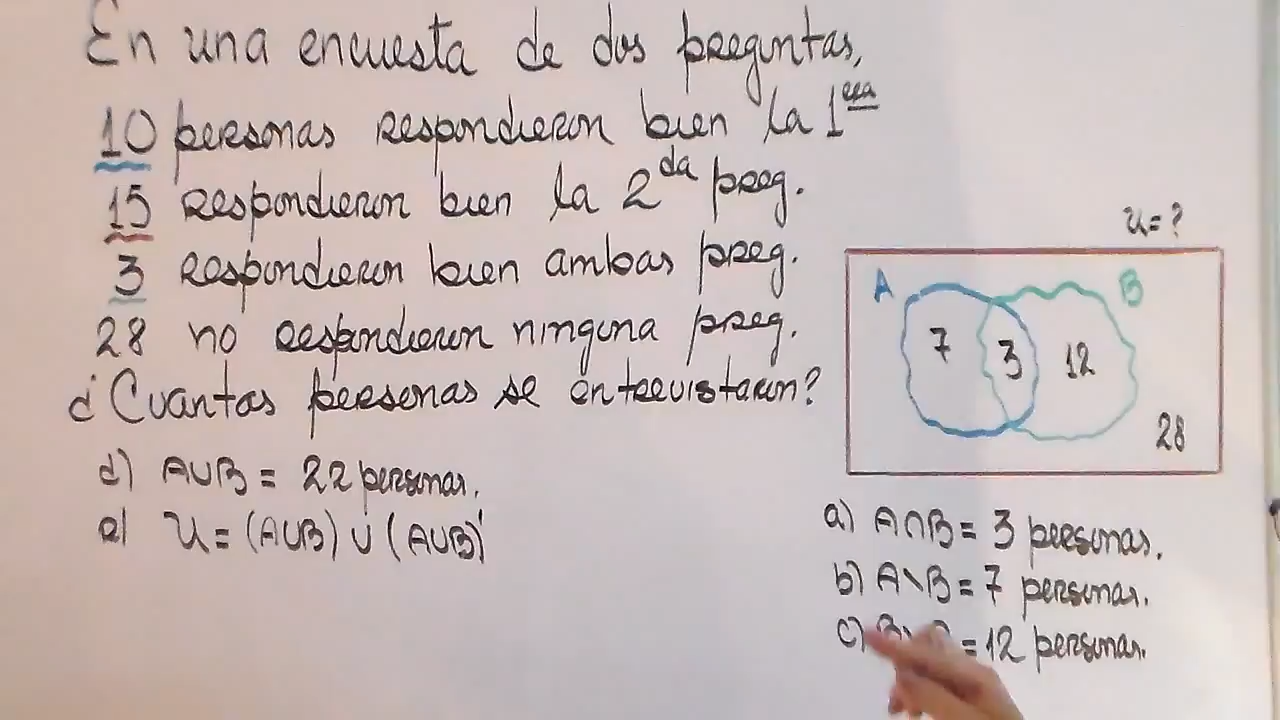 En una encuesta de dos preguntas,
10 personas respondieron bien la 1era
15 respondieron bien la 2da preg.
3 respondieron bien ambas preg.
28 no respondieron ninguna preg.
¿Cuantas personas se entrevistaron?
d) A∪B = 22 personas.
e) U = (A∪B) ∪ (A∪B)'
U = ?
A B
7 3 12
28
a) A∩B = 3 personas.
b) A\B = 7 personas.
c) = 12 personas.